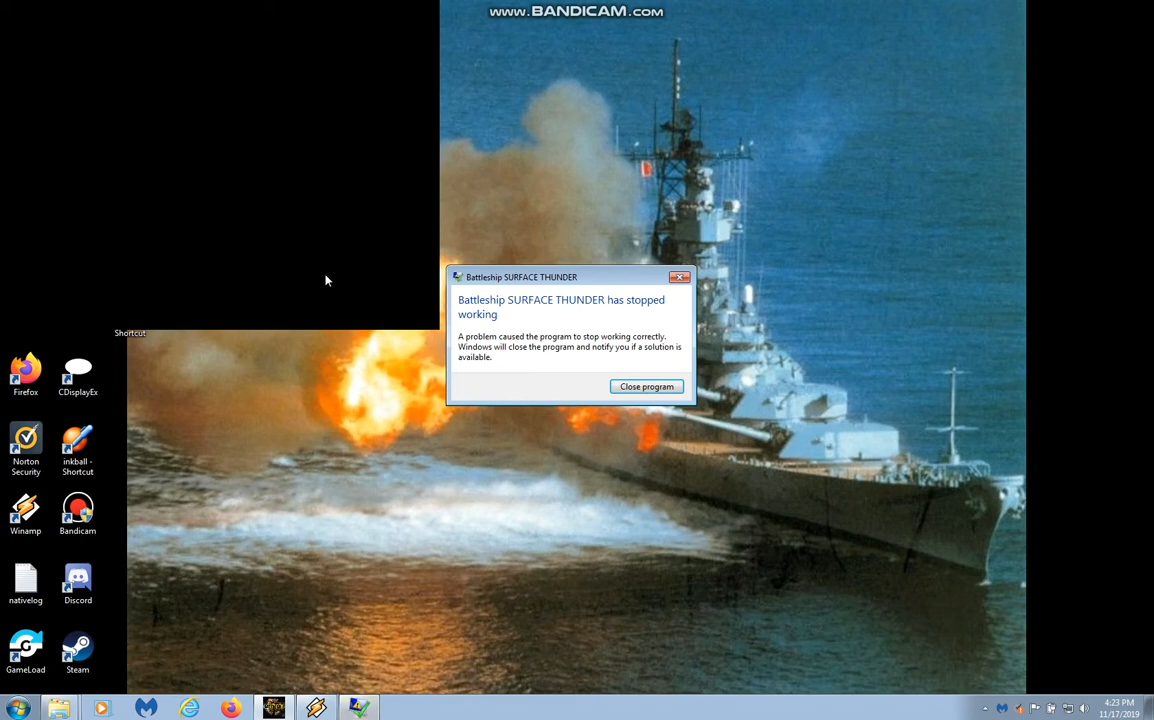 www.BANDICAM.com
Battleship SURFACE THUNDER
Battleship SURFACE THUNDER has stopped
working
A problem caused the program to stop working correctly.
Windows will close the program and notify you if a solution is
available.
Close program
Shortcut
Firefox
CDisplayEx
Norton
Security
inkball -
Shortcut
Winamp
Bandicam
nativelog
Discord
GameLoad
Steam
4:23 PM
11/17/2019